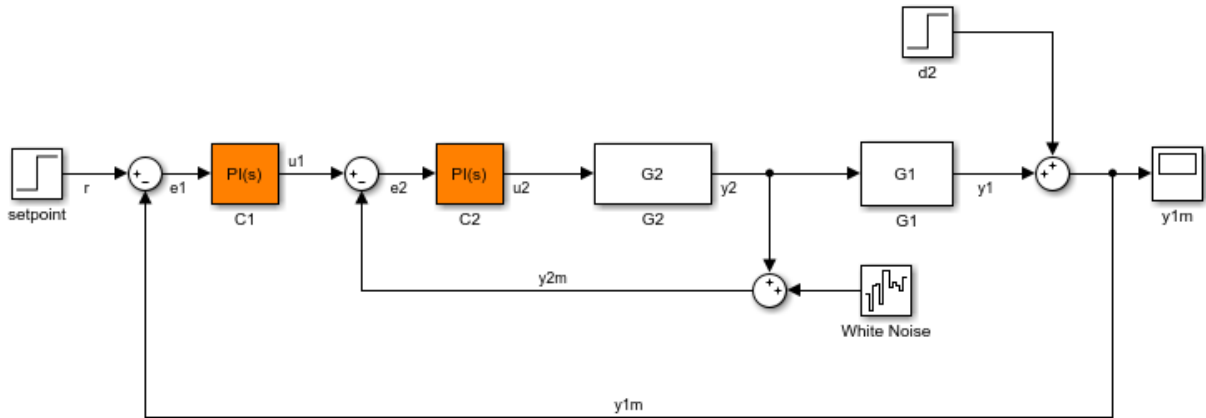 d2
setpoint
r
+
−
e1
PI(s)
C1
u1
+
−
e2
PI(s)
C2
u2
G2
G2
y2
G1
G1
y1
+
+
y1m
y2m
+
+
White Noise
y1m